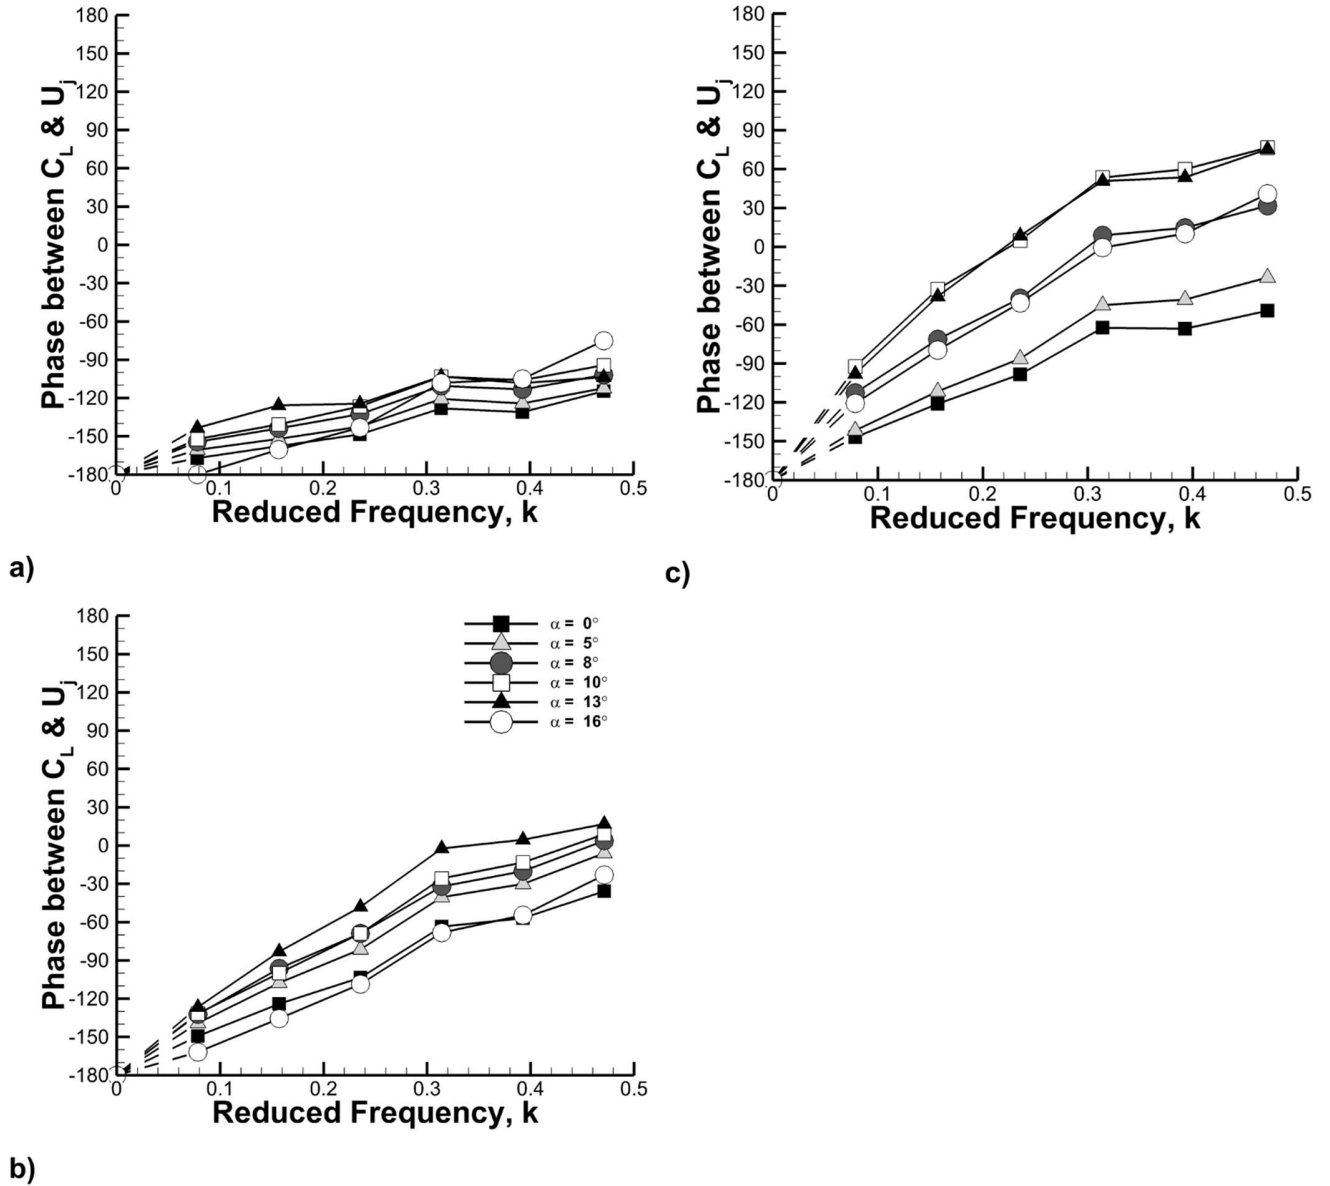 180
150
120
90
60
30
0
-30
-60
-90
-120
-150
-180
Phase between C_L & U_j
0 0.1 0.2 0.3 0.4 0.5
Reduced Frequency, k
a)
180
150
120
90
60
30
0
-30
-60
-90
-120
-150
-180
Phase between C_L & U_j
0 0.1 0.2 0.3 0.4 0.5
Reduced Frequency, k
c)
180
150
120
90
60
30
0
-30
-60
-90
-120
-150
-180
Phase between C_L & U_j
α = 0°
α = 5°
α = 8°
α = 10°
α = 13°
α = 16°
0 0.1 0.2 0.3 0.4 0.5
Reduced Frequency, k
b)